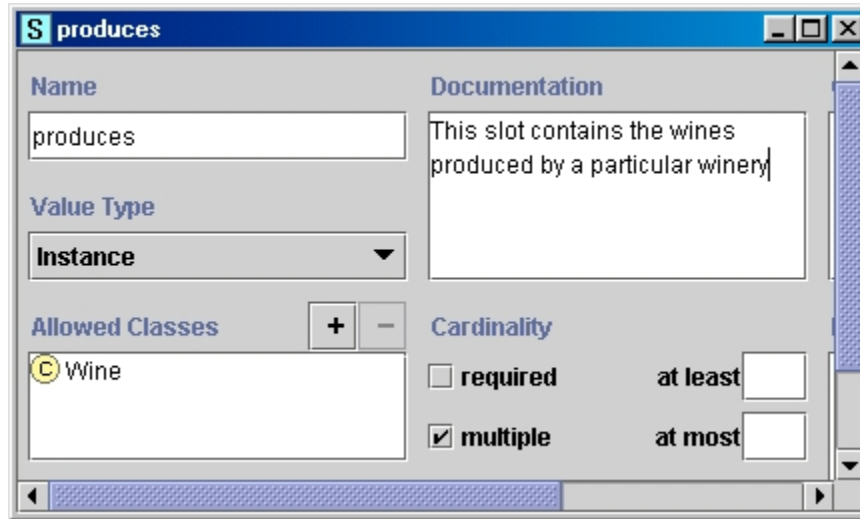 S produces
Name
produces
Value Type
Instance
Allowed Classes + −
C Wine
Documentation
This slot contains the wines
produced by a particular winery
Cardinality
required at least
multiple at most